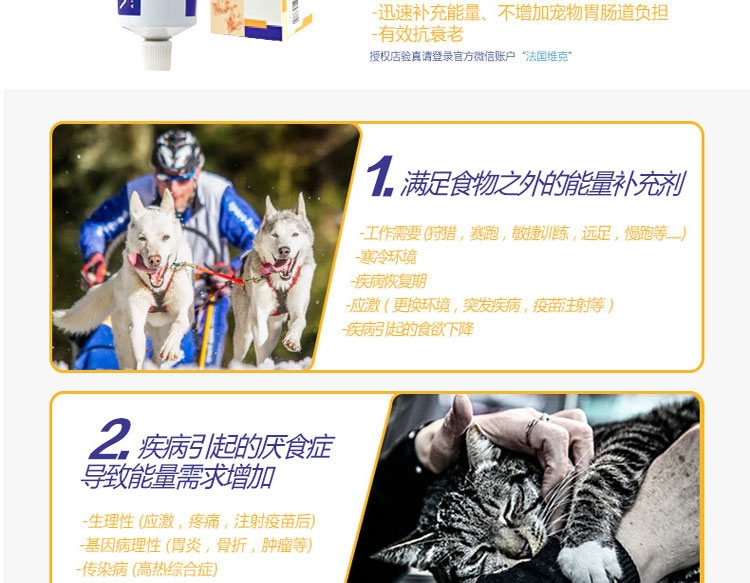 -迅速补充能量、不增加宠物胃肠道负担
-有效抗衰老
授权店验真请登录官方微信账户“法国维克”
1. 满足食物之外的能量补充剂
-工作需要 (狩猎，赛跑，敏捷训练，远足，慢跑等.....)
-寒冷环境
-疾病恢复期
-应激（更换环境，突发疾病，疫苗注射等）
-疾病引起的食欲下降
2. 疾病引起的厌食症
导致能量需求增加
-生理性 (应激，疼痛，注射疫苗后)
-基因病理性 (胃炎，骨折，肿瘤等)
-传染病 (高热综合症)